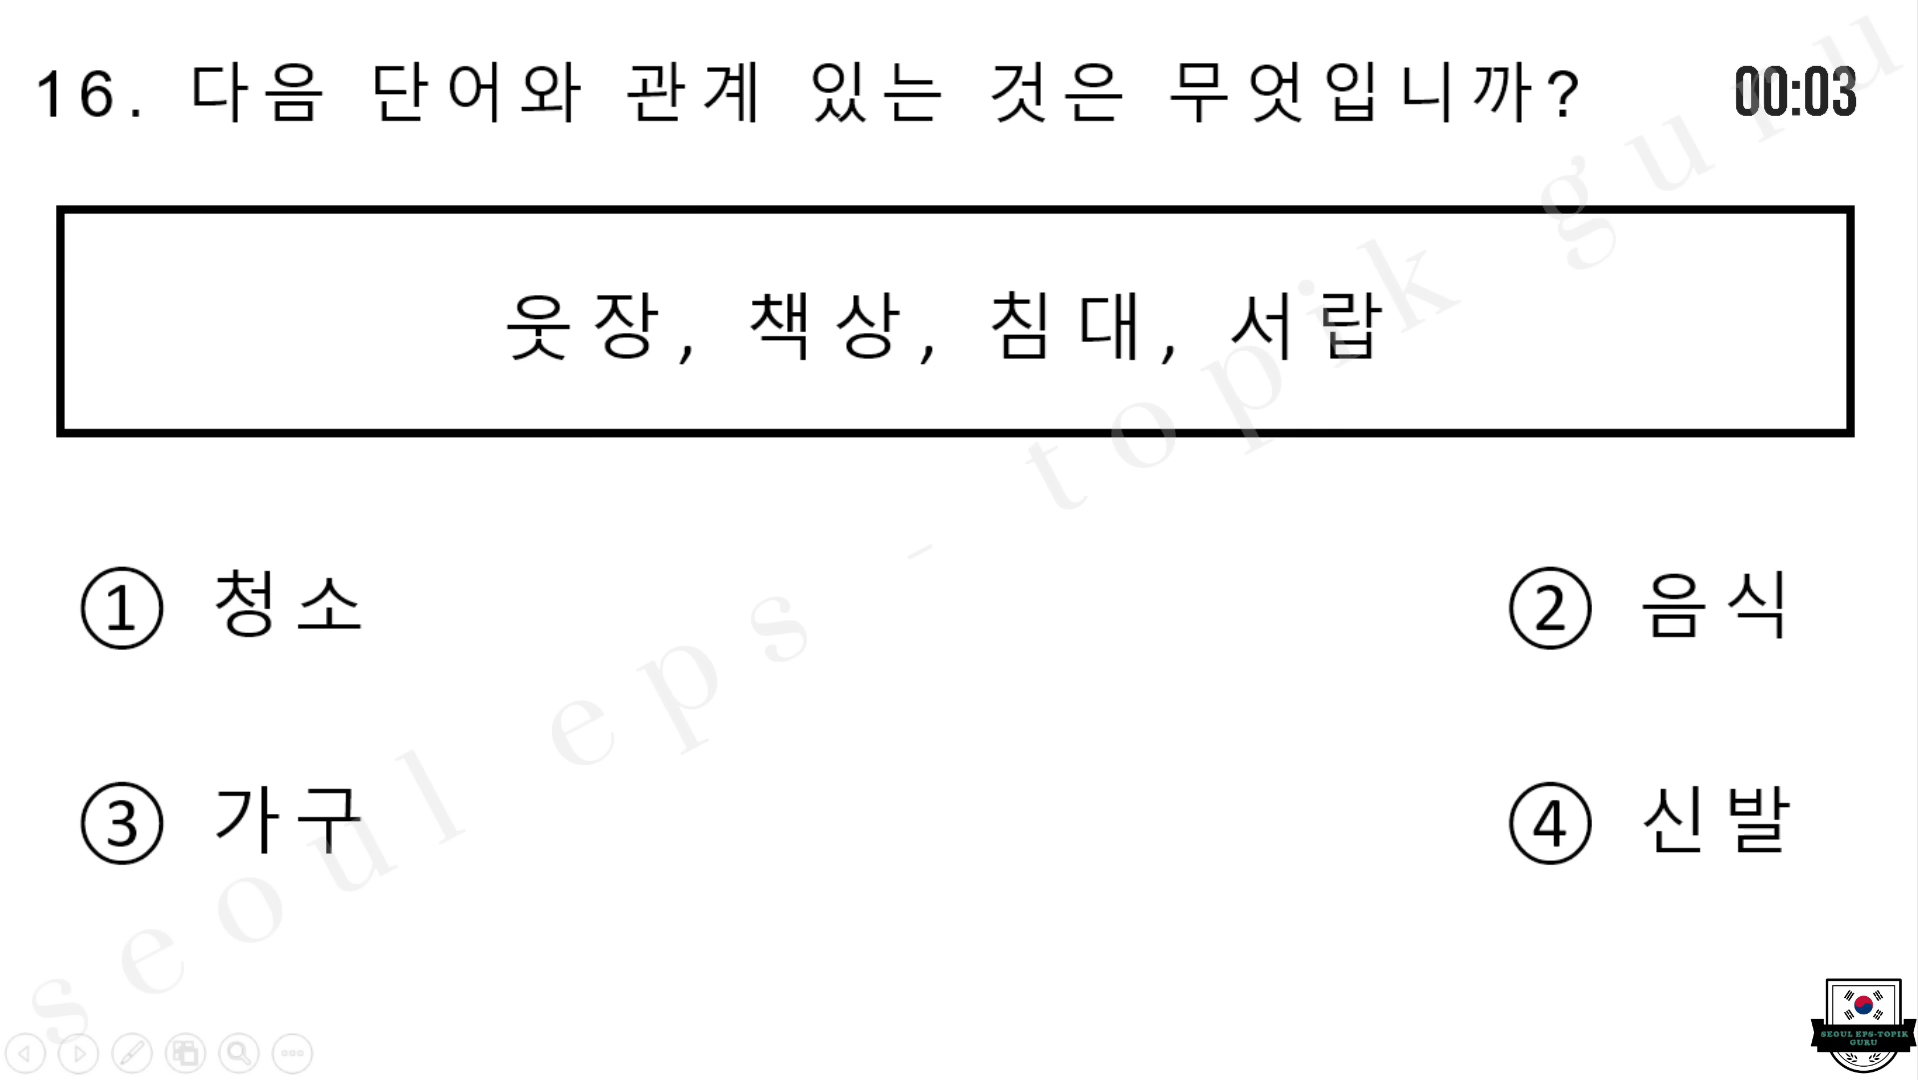 16. 다음 단어와 관계 있는 것은 무엇입니까?
00:03
웃장, 책상, 침대, 서랍
① 청소
② 음식
③ 가구
④ 신발
seoul eps-topik guru
SEOUL EPS-TOPIK
GURU